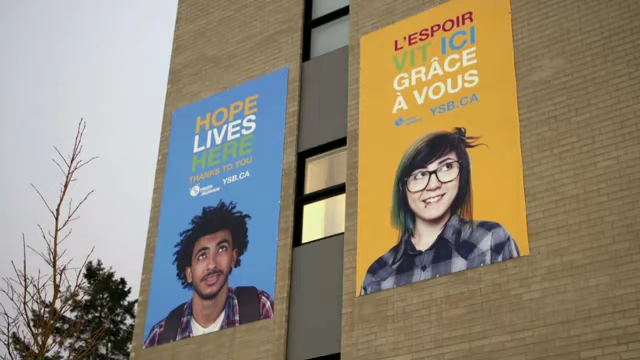 HOPE
LIVES
HERE
THANKS TO YOU
YSB.CA
L'ESPOIR
VIT ICI
GRÂCE
À VOUS
YSB.CA